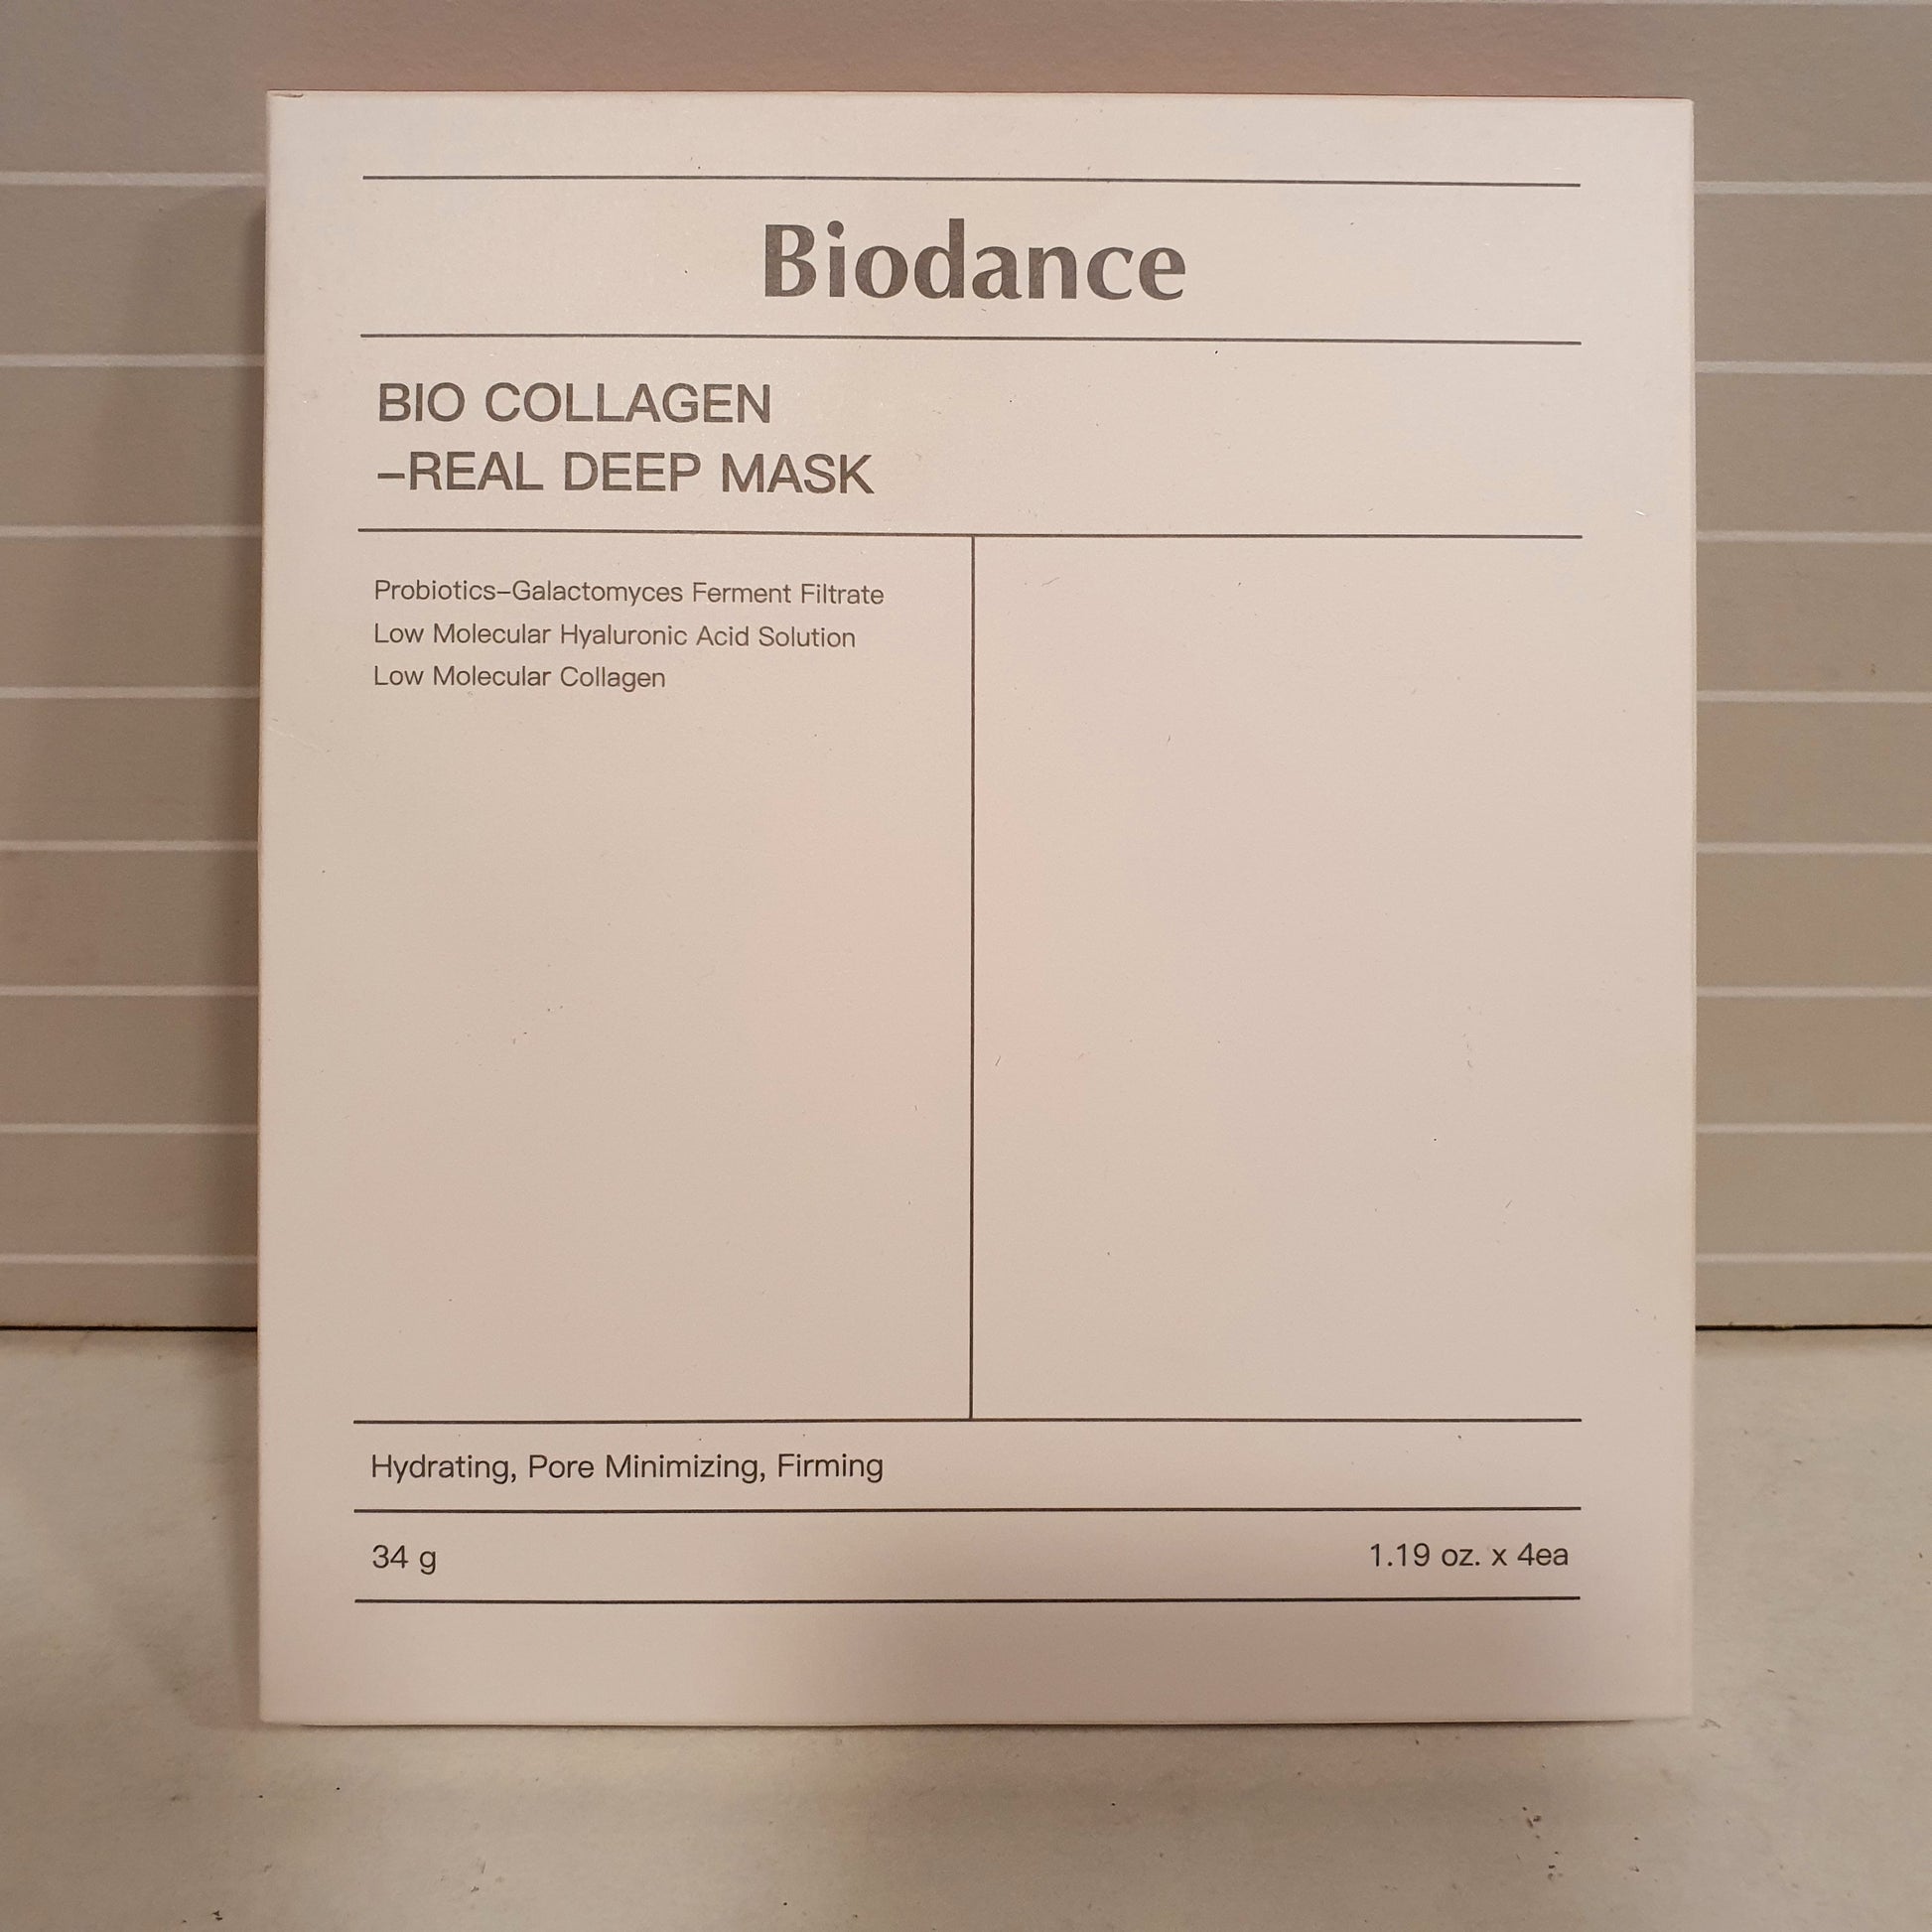 Biodance
BIO COLLAGEN
–REAL DEEP MASK
Probiotics–Galactomyces Ferment Filtrate
Low Molecular Hyaluronic Acid Solution
Low Molecular Collagen
Hydrating, Pore Minimizing, Firming
34 g
1.19 oz. x 4ea